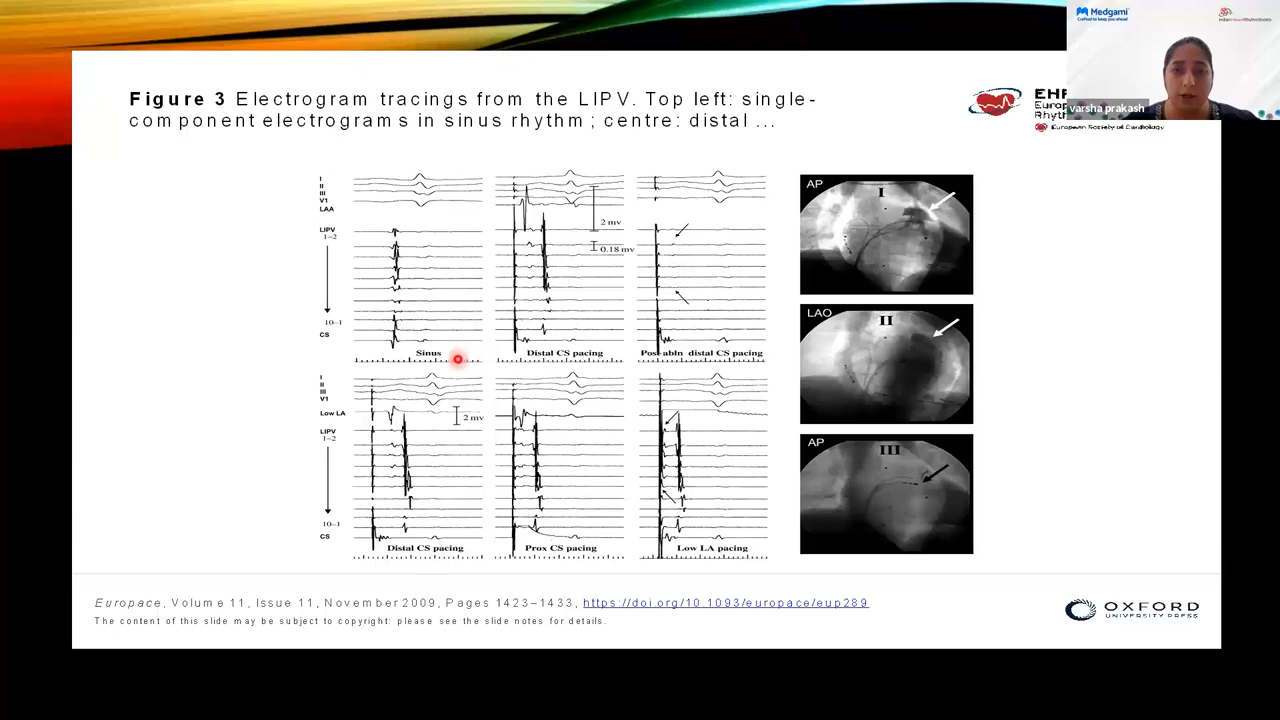 Medgami
Crafted to keep you ahead
varsha prakash
Figure 3 Electrogram tracings from the LIPV. Top left: single-
component electrograms in sinus rhythm; centre: distal ...
EHR
Europ
Rhyth
European Society of Cardiology
I
II
III
V1
LAA
LIPV
1–2
10–1
CS
2 mv
0.18 mv
Sinus
Distal CS pacing
Post-abln distal CS pacing
I
II
III
V1
Low LA
LIPV
1–2
10–1
CS
2 mv
Distal CS pacing
Prox CS pacing
Low LA pacing
AP
I
LAO
II
AP
III
Europace, Volume 11, Issue 11, November 2009, Pages 1423–1433, https://doi.org/10.1093/europace/eup289
The content of this slide may be subject to copyright: please see the slide notes for details.
OXFORD
UNIVERSITY PRESS